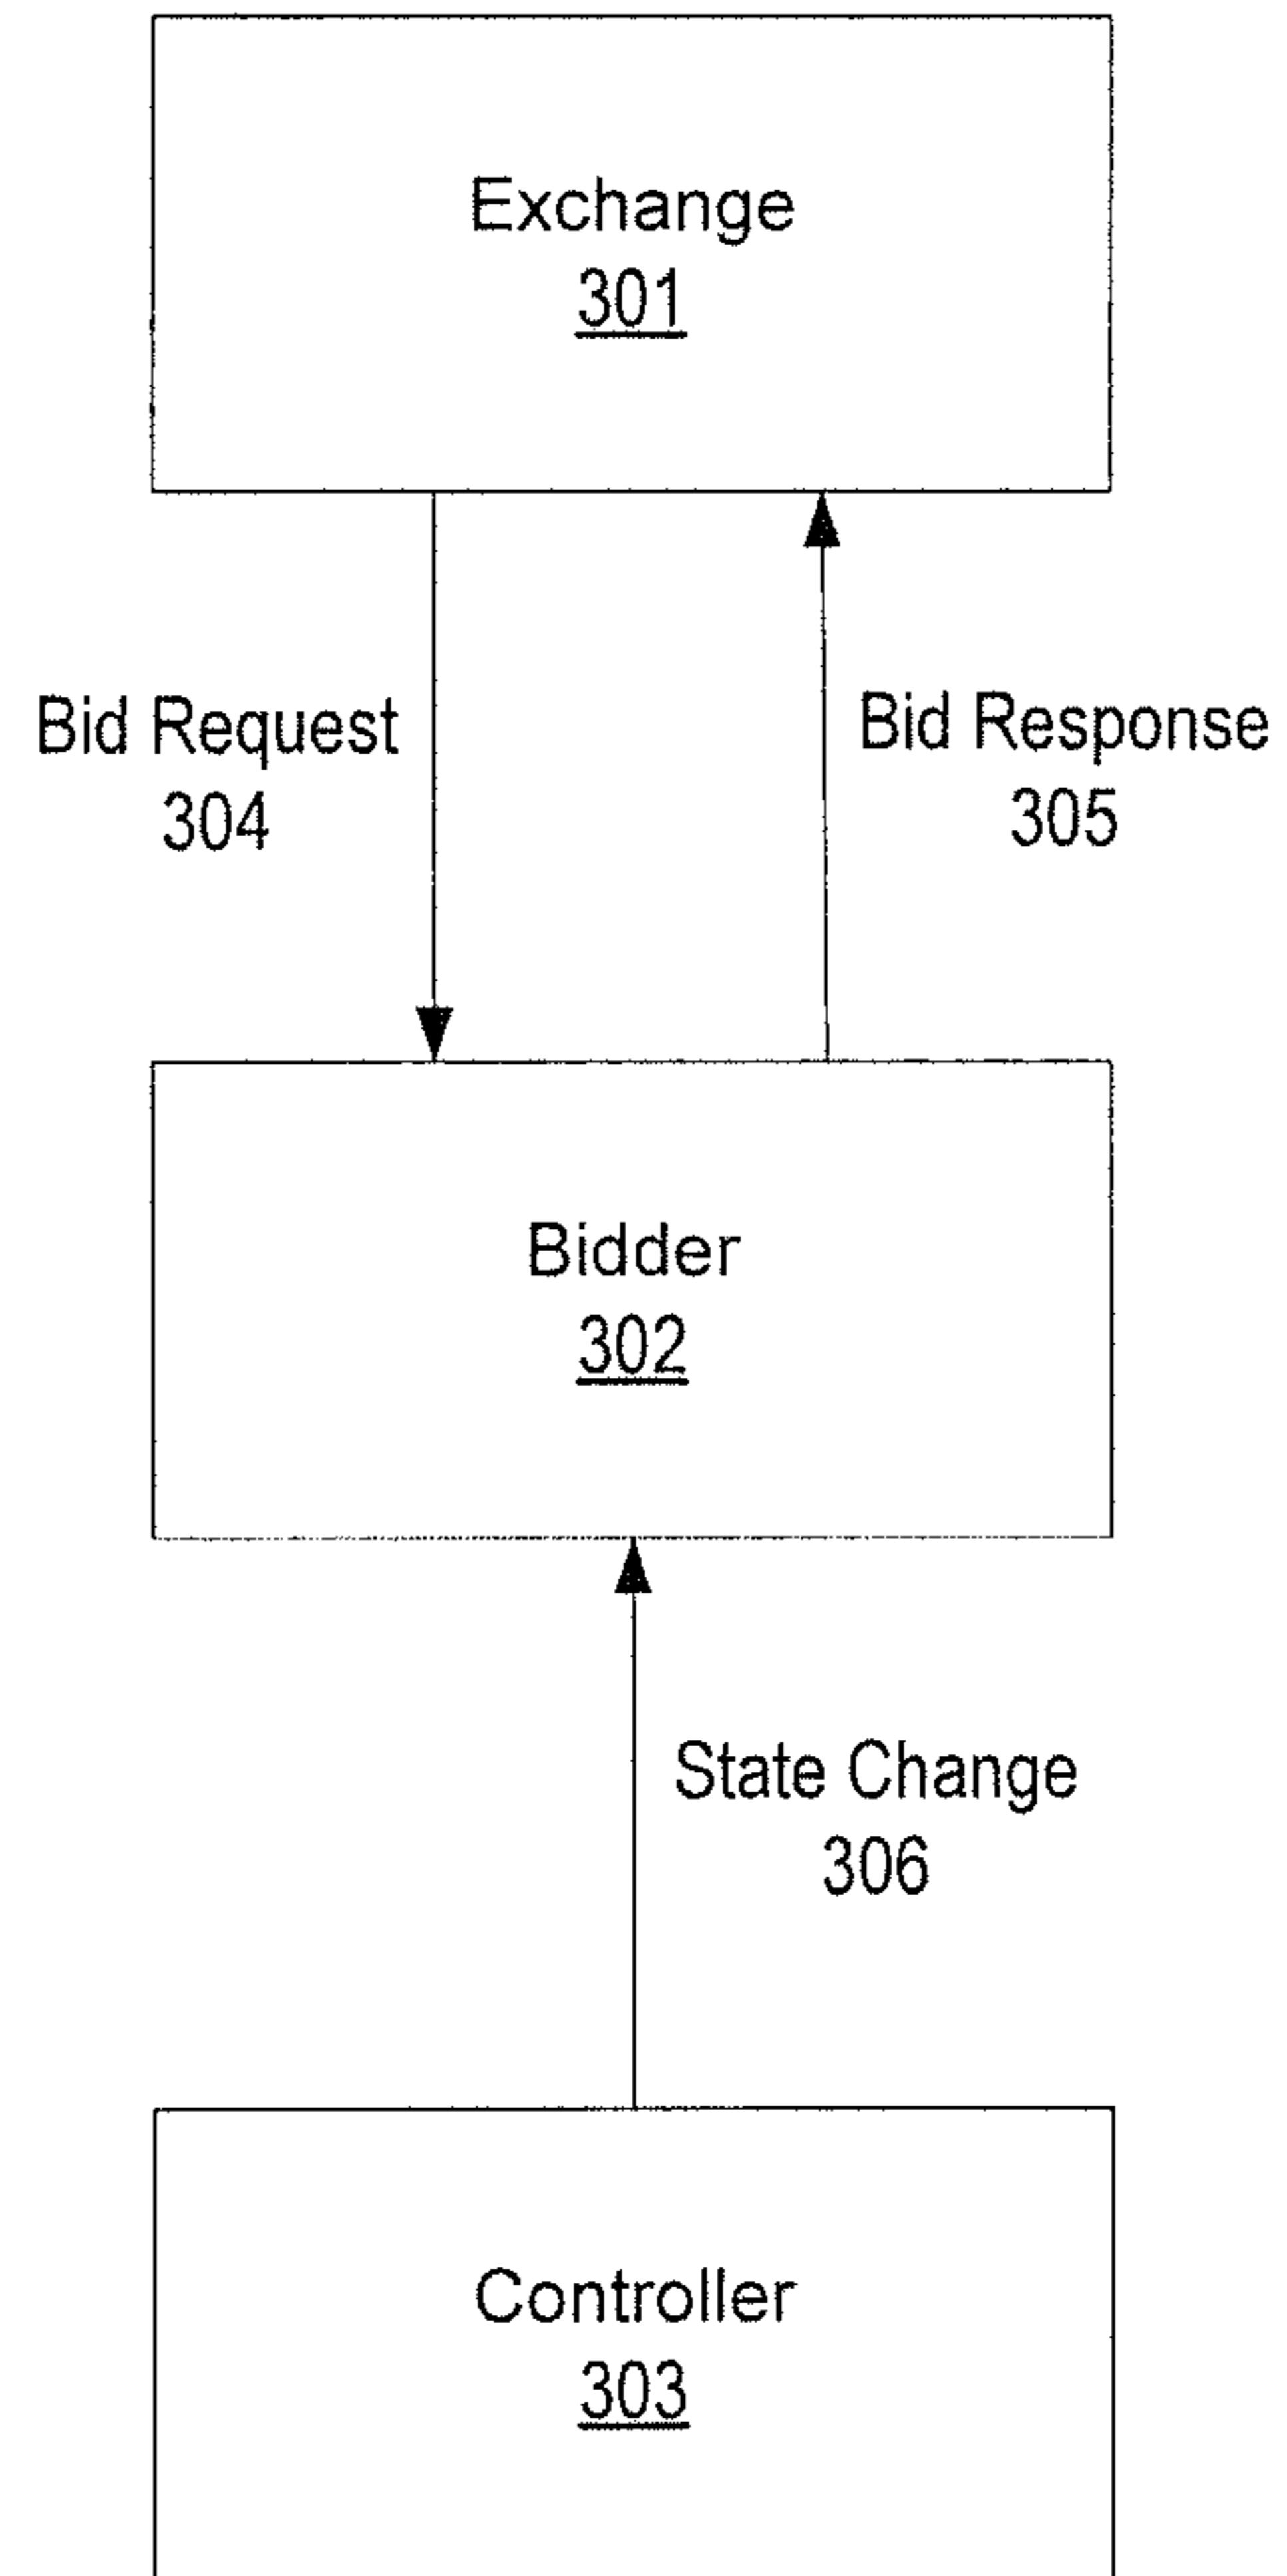 Exchange
301
Bid Request
304
Bid Response
305
Bidder
302
State Change
306
Controller
303